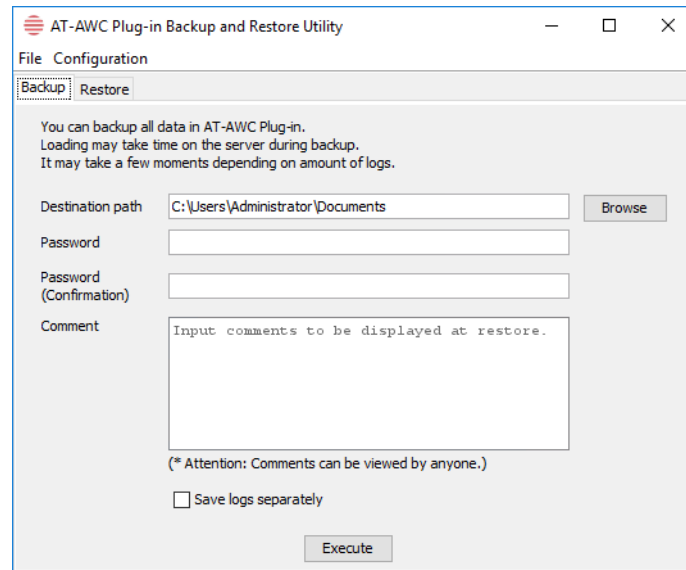 AT-AWC Plug-in Backup and Restore Utility
File Configuration
Backup Restore
You can backup all data in AT-AWC Plug-in.
Loading may take time on the server during backup.
It may take a few moments depending on amount of logs.
Destination path C:\Users\Administrator\Documents Browse
Password
Password
(Confirmation)
Comment Input comments to be displayed at restore.
(* Attention: Comments can be viewed by anyone.)
Save logs separately
Execute